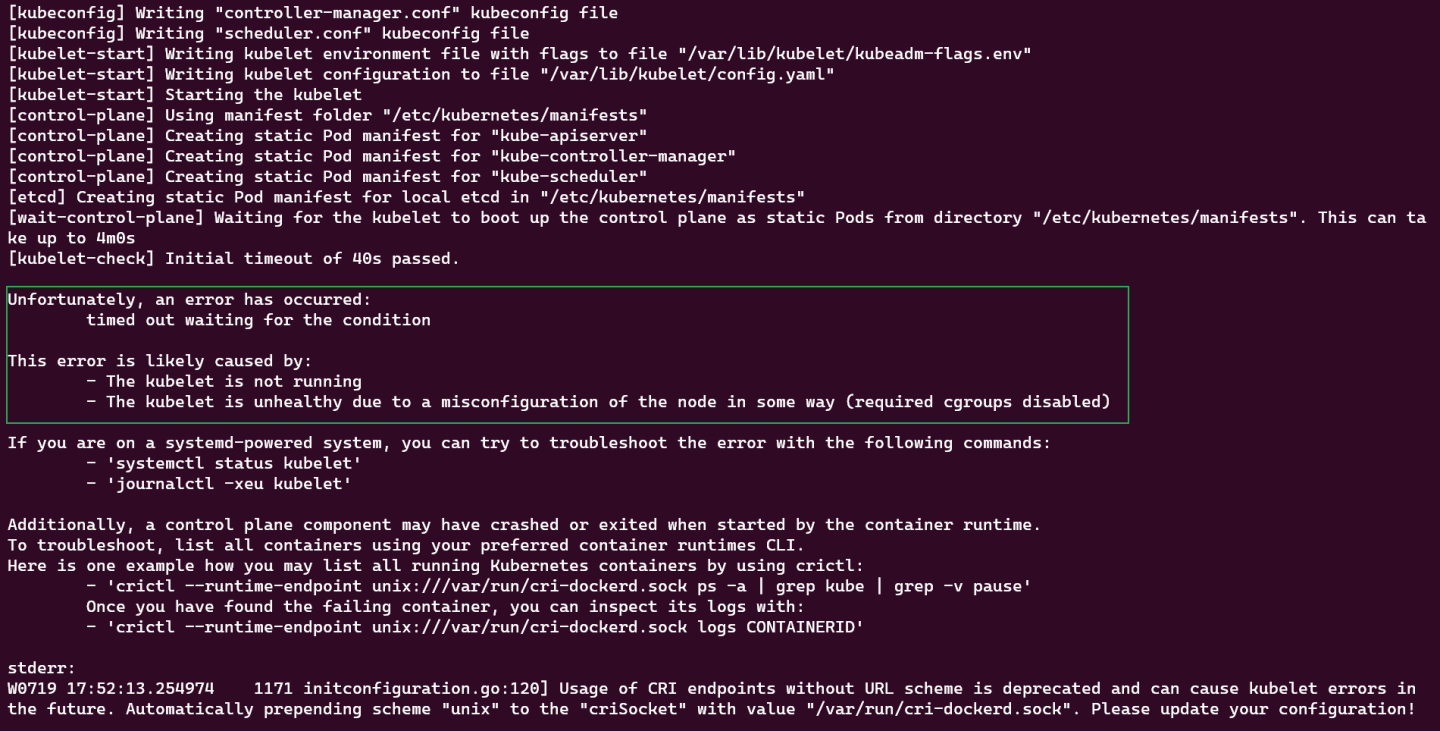 [kubeconfig] Writing "controller-manager.conf" kubeconfig file
[kubeconfig] Writing "scheduler.conf" kubeconfig file
[kubelet-start] Writing kubelet environment file with flags to file "/var/lib/kubelet/kubeadm-flags.env"
[kubelet-start] Writing kubelet configuration to file "/var/lib/kubelet/config.yaml"
[kubelet-start] Starting the kubelet
[control-plane] Using manifest folder "/etc/kubernetes/manifests"
[control-plane] Creating static Pod manifest for "kube-apiserver"
[control-plane] Creating static Pod manifest for "kube-controller-manager"
[control-plane] Creating static Pod manifest for "kube-scheduler"
[etcd] Creating static Pod manifest for local etcd in "/etc/kubernetes/manifests"
[wait-control-plane] Waiting for the kubelet to boot up the control plane as static Pods from directory "/etc/kubernetes/manifests". This can ta
ke up to 4m0s
[kubelet-check] Initial timeout of 40s passed.
Unfortunately, an error has occurred:
timed out waiting for the condition
This error is likely caused by:
- The kubelet is not running
- The kubelet is unhealthy due to a misconfiguration of the node in some way (required cgroups disabled)
If you are on a systemd-powered system, you can try to troubleshoot the error with the following commands:
- 'systemctl status kubelet'
- 'journalctl -xeu kubelet'
Additionally, a control plane component may have crashed or exited when started by the container runtime.
To troubleshoot, list all containers using your preferred container runtimes CLI.
Here is one example how you may list all running Kubernetes containers by using crictl:
- 'crictl --runtime-endpoint unix:///var/run/cri-dockerd.sock ps -a | grep kube | grep -v pause'
Once you have found the failing container, you can inspect its logs with:
- 'crictl --runtime-endpoint unix:///var/run/cri-dockerd.sock logs CONTAINERID'
stderr:
W0719 17:52:13.254974    1171 initconfiguration.go:120] Usage of CRI endpoints without URL scheme is deprecated and can cause kubelet errors in
the future. Automatically prepending scheme "unix" to the "criSocket" with value "/var/run/cri-dockerd.sock". Please update your configuration!